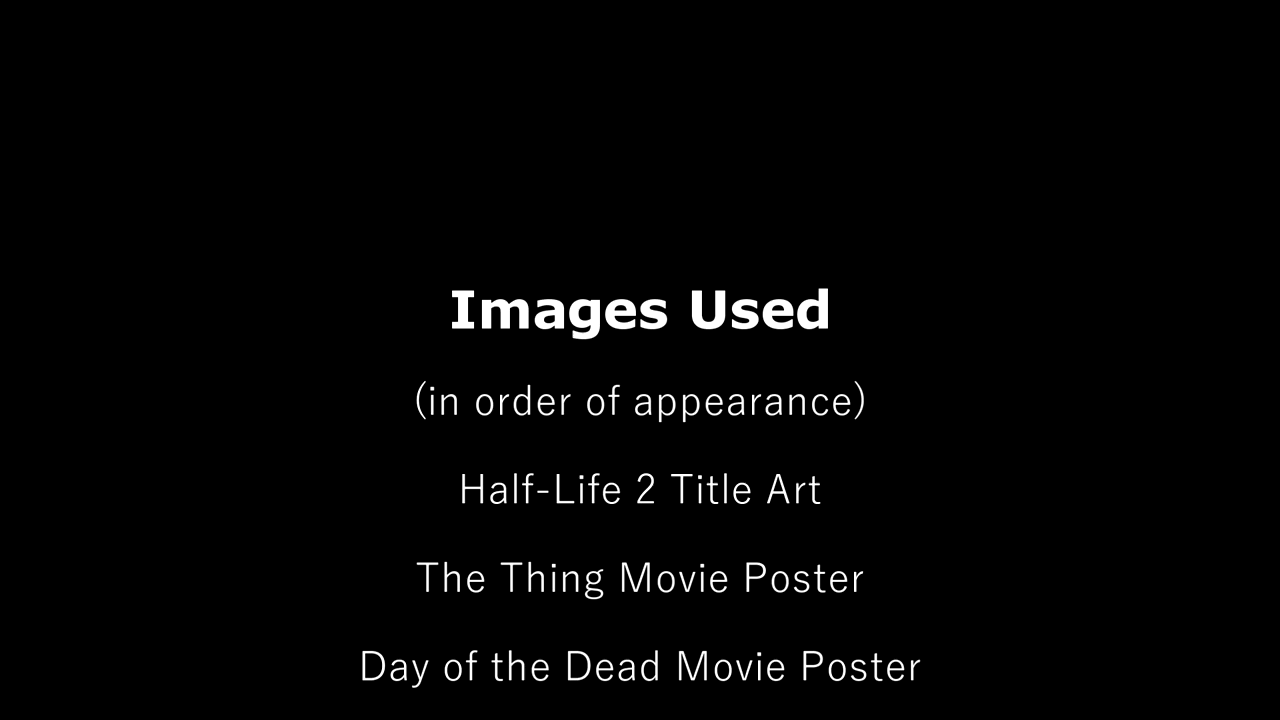 Images Used
(in order of appearance)
Half-Life 2 Title Art
The Thing Movie Poster
Day of the Dead Movie Poster